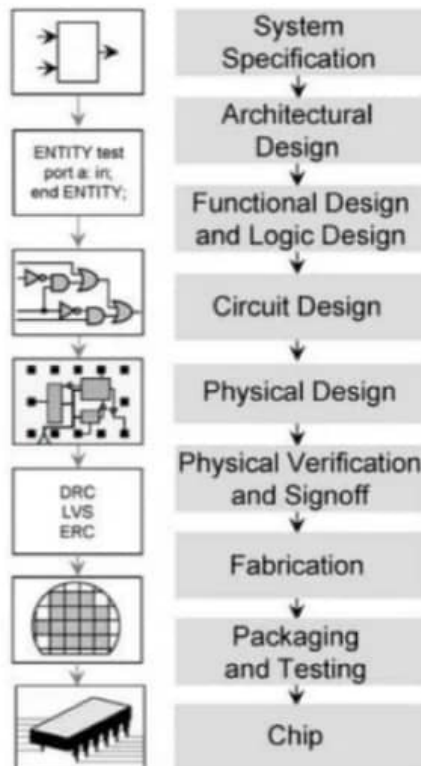 System
Specification
Architectural
Design
ENTITY test
port a: in;
end ENTITY;
Functional Design
and Logic Design
Circuit Design
Physical Design
Physical Verification
and Signoff
DRC
LVS
ERC
Fabrication
Packaging
and Testing
Chip